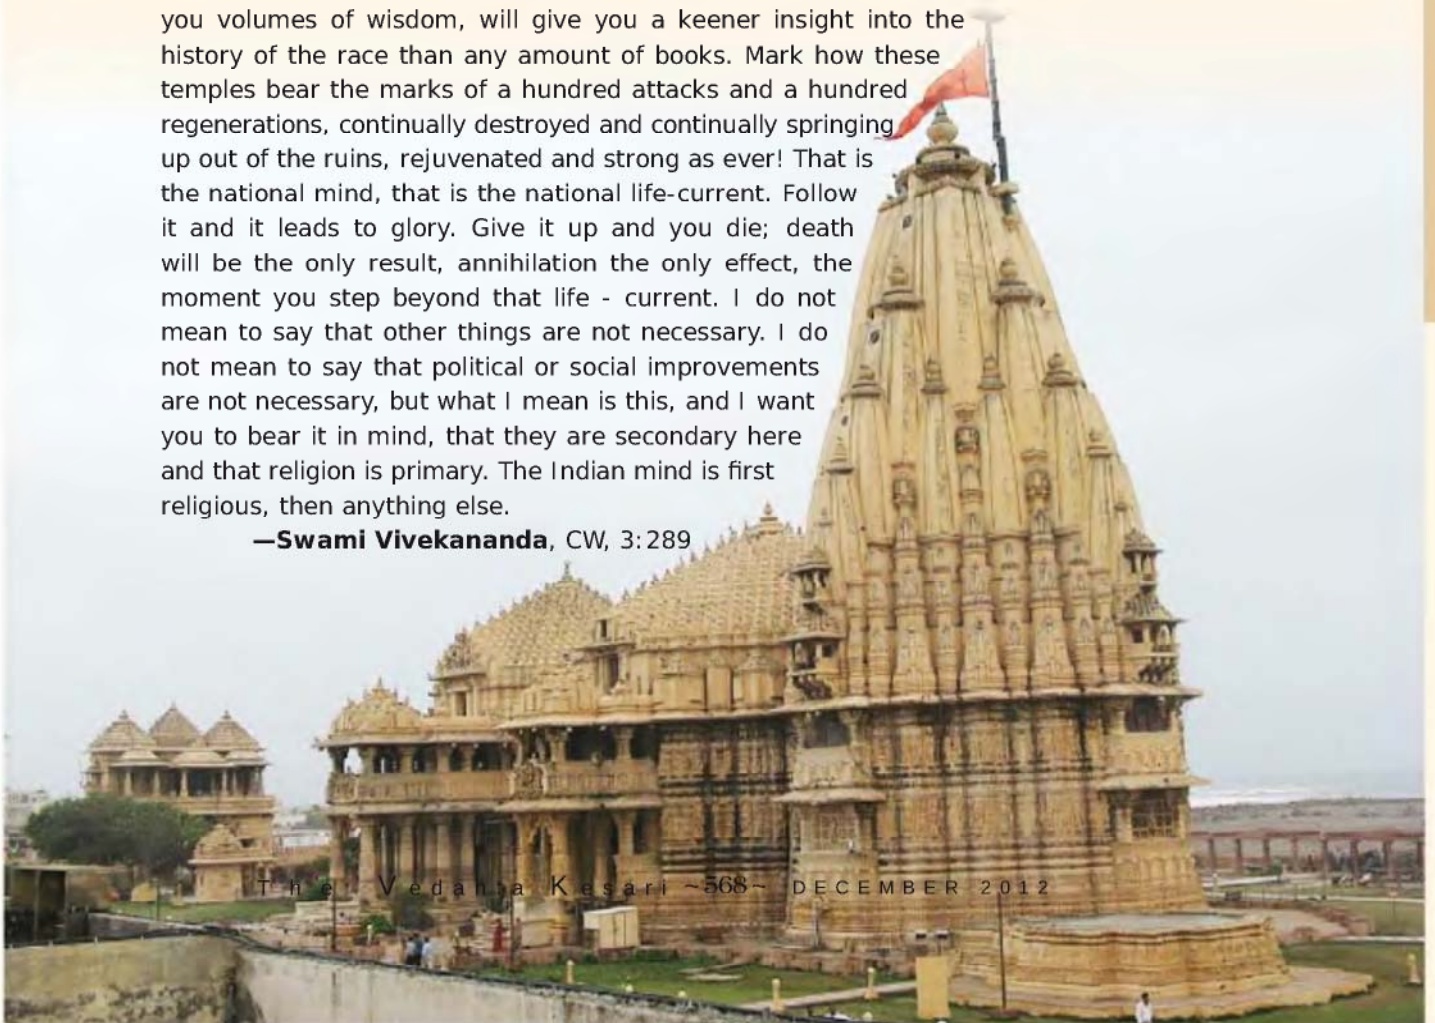 you volumes of wisdom, will give you a keener insight into the
history of the race than any amount of books. Mark how these
temples bear the marks of a hundred attacks and a hundred
regenerations, continually destroyed and continually springing
up out of the ruins, rejuvenated and strong as ever! That is
the national mind, that is the national life-current. Follow
it and it leads to glory. Give it up and you die; death
will be the only result, annihilation the only effect, the
moment you step beyond that life - current. I do not
mean to say that other things are not necessary. I do
not mean to say that political or social improvements
are not necessary, but what I mean is this, and I want
you to bear it in mind, that they are secondary here
and that religion is primary. The Indian mind is first
religious, then anything else.
—Swami Vivekananda, CW, 3:289
The Vedanta Kesari ~568~ DECEMBER 2012